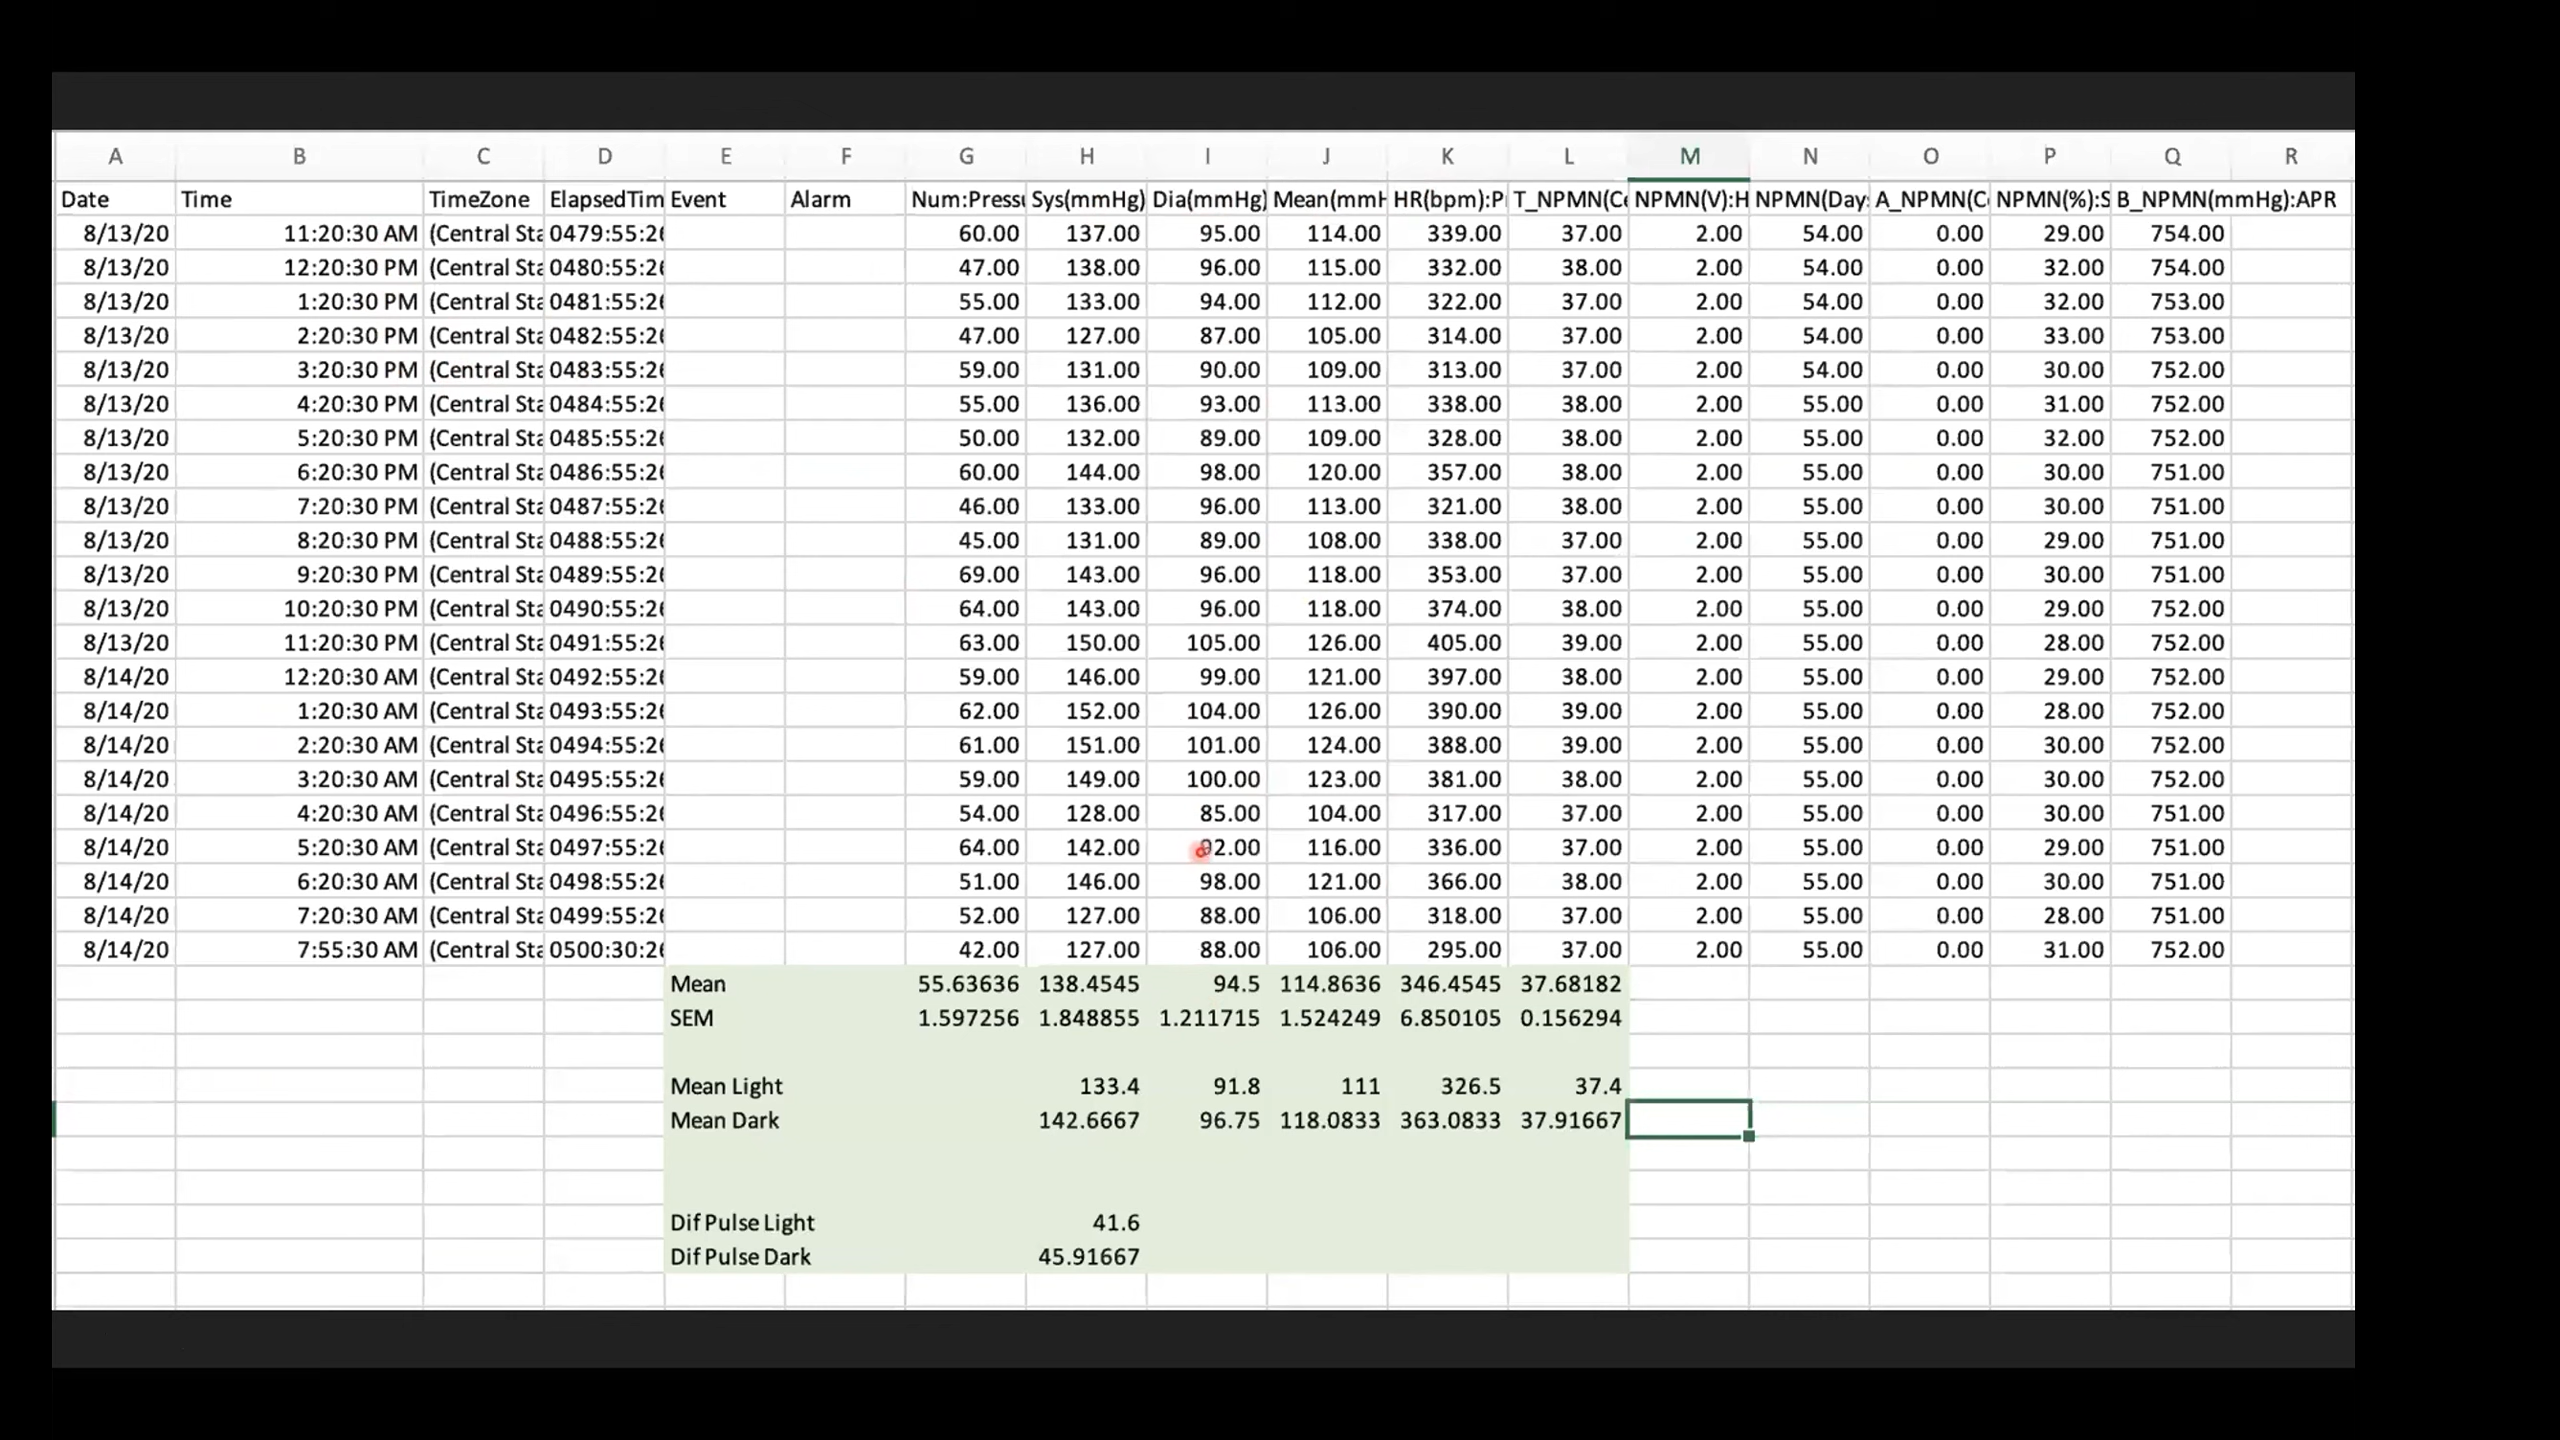 A B C D E F G H I J K L M N O P Q R
Date Time TimeZone ElapsedTim Event Alarm Num:Pressu Sys(mmHg) Dia(mmHg) Mean(mmH HR(bpm):P T_NPMN(C NPMN(V):H NPMN(Day A_NPMN(C NPMN(%):S B_NPMN(mmHg):APR
8/13/20 11:20:30 AM (Central Sta 0479:55:26 60.00 137.00 95.00 114.00 339.00 37.00 2.00 54.00 0.00 29.00 754.00
8/13/20 12:20:30 PM (Central Sta 0480:55:26 47.00 138.00 96.00 115.00 332.00 38.00 2.00 54.00 0.00 32.00 754.00
8/13/20 1:20:30 PM (Central Sta 0481:55:26 55.00 133.00 94.00 112.00 322.00 37.00 2.00 54.00 0.00 32.00 753.00
8/13/20 2:20:30 PM (Central Sta 0482:55:26 47.00 127.00 87.00 105.00 314.00 37.00 2.00 54.00 0.00 33.00 753.00
8/13/20 3:20:30 PM (Central Sta 0483:55:26 59.00 131.00 90.00 109.00 313.00 37.00 2.00 54.00 0.00 30.00 752.00
8/13/20 4:20:30 PM (Central Sta 0484:55:26 55.00 136.00 93.00 113.00 338.00 38.00 2.00 55.00 0.00 31.00 752.00
8/13/20 5:20:30 PM (Central Sta 0485:55:26 50.00 132.00 89.00 109.00 328.00 38.00 2.00 55.00 0.00 32.00 752.00
8/13/20 6:20:30 PM (Central Sta 0486:55:26 60.00 144.00 98.00 120.00 357.00 38.00 2.00 55.00 0.00 30.00 751.00
8/13/20 7:20:30 PM (Central Sta 0487:55:26 46.00 133.00 96.00 113.00 321.00 38.00 2.00 55.00 0.00 30.00 751.00
8/13/20 8:20:30 PM (Central Sta 0488:55:26 45.00 131.00 89.00 108.00 338.00 37.00 2.00 55.00 0.00 29.00 751.00
8/13/20 9:20:30 PM (Central Sta 0489:55:26 69.00 143.00 96.00 118.00 353.00 37.00 2.00 55.00 0.00 30.00 751.00
8/13/20 10:20:30 PM (Central Sta 0490:55:26 64.00 143.00 96.00 118.00 374.00 38.00 2.00 55.00 0.00 29.00 752.00
8/13/20 11:20:30 PM (Central Sta 0491:55:26 63.00 150.00 105.00 126.00 405.00 39.00 2.00 55.00 0.00 28.00 752.00
8/14/20 12:20:30 AM (Central Sta 0492:55:26 59.00 146.00 99.00 121.00 397.00 38.00 2.00 55.00 0.00 29.00 752.00
8/14/20 1:20:30 AM (Central Sta 0493:55:26 62.00 152.00 104.00 126.00 390.00 39.00 2.00 55.00 0.00 28.00 752.00
8/14/20 2:20:30 AM (Central Sta 0494:55:26 61.00 151.00 101.00 124.00 388.00 39.00 2.00 55.00 0.00 30.00 752.00
8/14/20 3:20:30 AM (Central Sta 0495:55:26 59.00 149.00 100.00 123.00 381.00 38.00 2.00 55.00 0.00 30.00 752.00
8/14/20 4:20:30 AM (Central Sta 0496:55:26 54.00 128.00 85.00 104.00 317.00 37.00 2.00 55.00 0.00 30.00 751.00
8/14/20 5:20:30 AM (Central Sta 0497:55:26 64.00 142.00 92.00 116.00 336.00 37.00 2.00 55.00 0.00 29.00 751.00
8/14/20 6:20:30 AM (Central Sta 0498:55:26 51.00 146.00 98.00 121.00 366.00 38.00 2.00 55.00 0.00 30.00 751.00
8/14/20 7:20:30 AM (Central Sta 0499:55:26 52.00 127.00 88.00 106.00 318.00 37.00 2.00 55.00 0.00 28.00 751.00
8/14/20 7:55:30 AM (Central Sta 0500:30:26 42.00 127.00 88.00 106.00 295.00 37.00 2.00 55.00 0.00 31.00 752.00
Mean 55.63636 138.4545 94.5 114.8636 346.4545 37.68182
SEM 1.597256 1.848855 1.211715 1.524249 6.850105 0.156294
Mean Light 133.4 91.8 111 326.5 37.4
Mean Dark 142.6667 96.75 118.0833 363.0833 37.91667
Dif Pulse Light 41.6
Dif Pulse Dark 45.91667